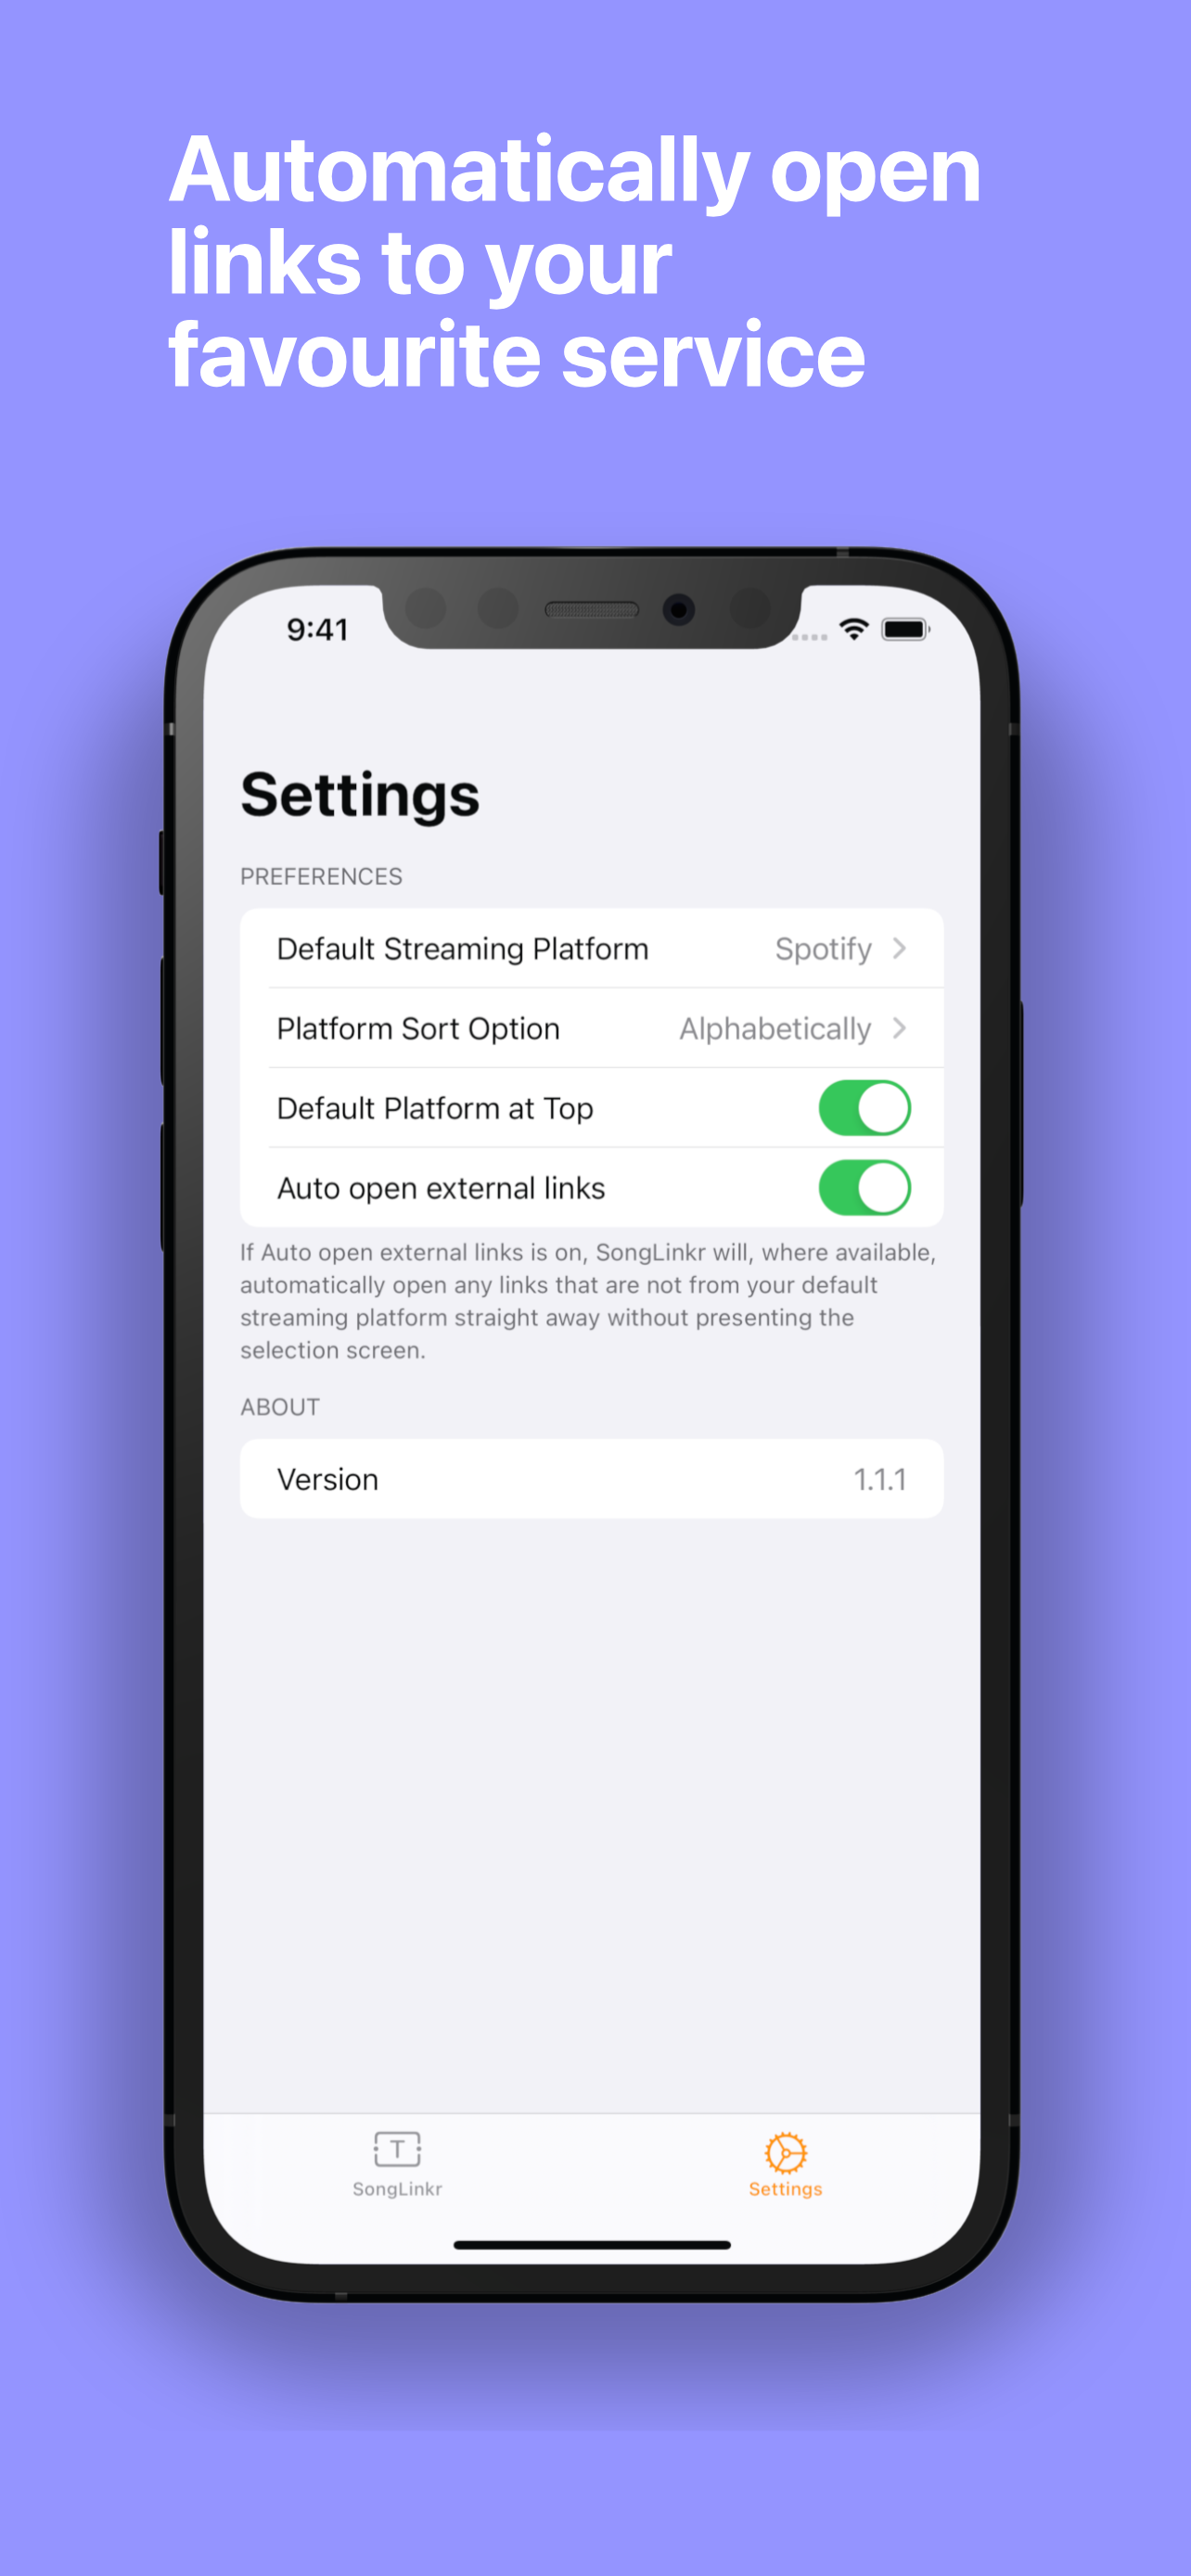 Automatically open
links to your
favourite service
9:41
Settings
PREFERENCES
Default Streaming Platform Spotify
Platform Sort Option Alphabetically
Default Platform at Top
Auto open external links
If Auto open external links is on, SongLinkr will, where available,
automatically open any links that are not from your default
streaming platform straight away without presenting the
selection screen.
ABOUT
Version 1.1.1
T
SongLinkr Settings